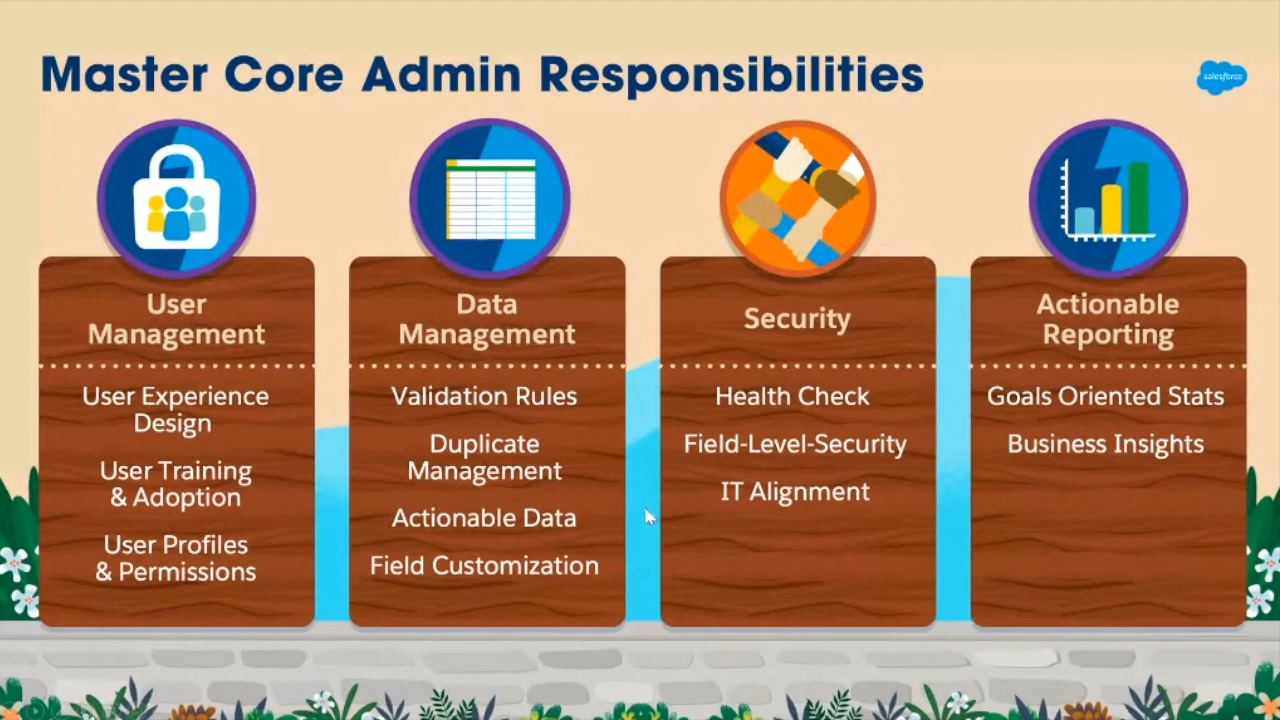 Master Core Admin Responsibilities
salesforce
User
Management
User Experience
Design
User Training
& Adoption
User Profiles
& Permissions
Data
Management
Validation Rules
Duplicate
Management
Actionable Data
Field Customization
Security
Health Check
Field-Level-Security
IT Alignment
Actionable
Reporting
Goals Oriented Stats
Business Insights